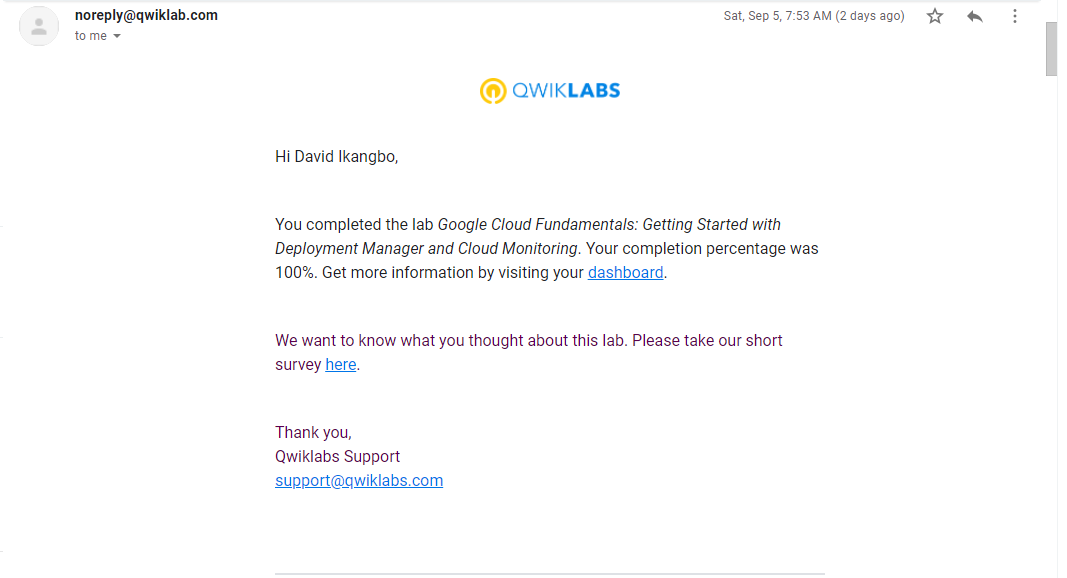 noreply@qwiklab.com
Sat, Sep 5, 7:53 AM (2 days ago)
to me
QWIKLABS
Hi David Ikangbo,
You completed the lab Google Cloud Fundamentals: Getting Started with
Deployment Manager and Cloud Monitoring. Your completion percentage was
100%. Get more information by visiting your dashboard.
We want to know what you thought about this lab. Please take our short
survey here.
Thank you,
Qwiklabs Support
support@qwiklabs.com